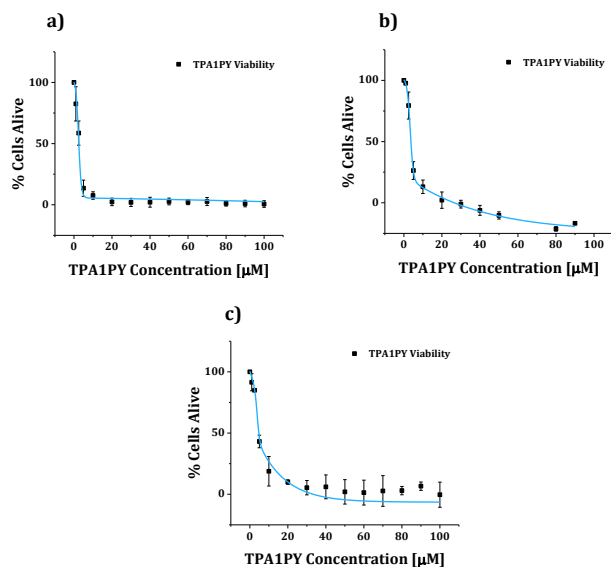 a)
TPA1PY Viability
100
50
0
% Cells Alive
0 20 40 60 80 100
TPA1PY Concentration [μM]
b)
TPA1PY Viability
100
50
0
% Cells Alive
0 20 40 60 80 100
TPA1PY Concentration [μM]
c)
TPA1PY Viability
100
50
0
% Cells Alive
0 20 40 60 80 100
TPA1PY Concentration [μM]